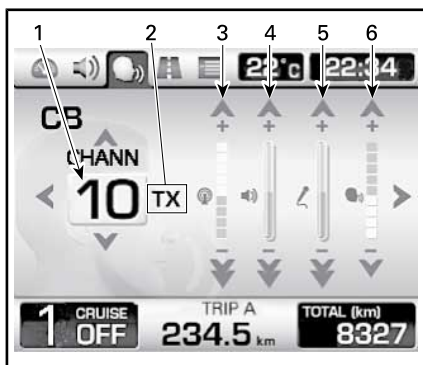 1 2 3 4 5 6
22°c 22:34
CB
CHANN
10 TX
+ + + +
− − − −
TRIP A
1 CRUISE OFF 234.5 km TOTAL (km) 8327